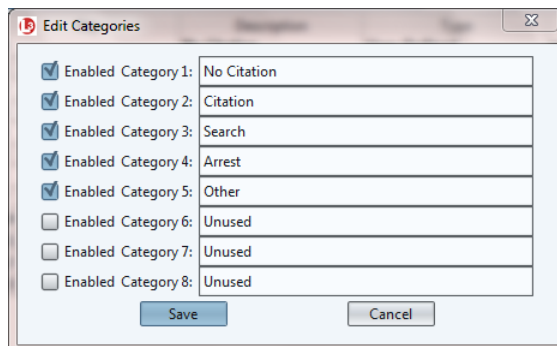 Edit Categories
Enabled Category 1: No Citation
Enabled Category 2: Citation
Enabled Category 3: Search
Enabled Category 4: Arrest
Enabled Category 5: Other
Enabled Category 6: Unused
Enabled Category 7: Unused
Enabled Category 8: Unused
Save Cancel